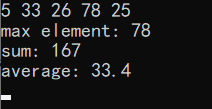 5 33 26 78 25
max element: 78
sum: 167
average: 33.4